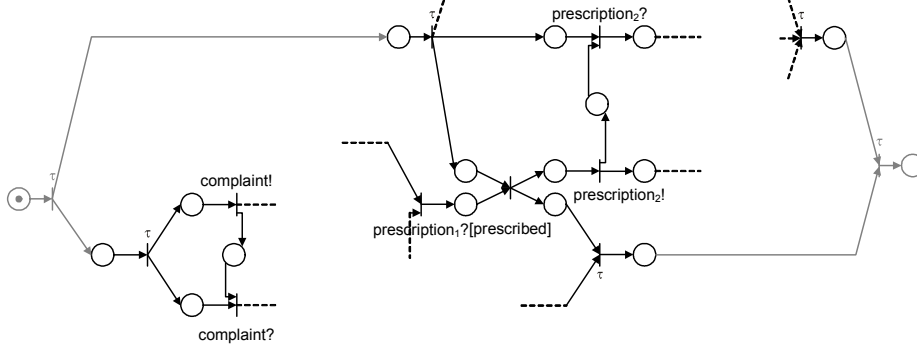 τ
prescription₂?
τ
τ
complaint!
τ
prescription₂!
prescription₁?[prescribed]
τ
τ
complaint?